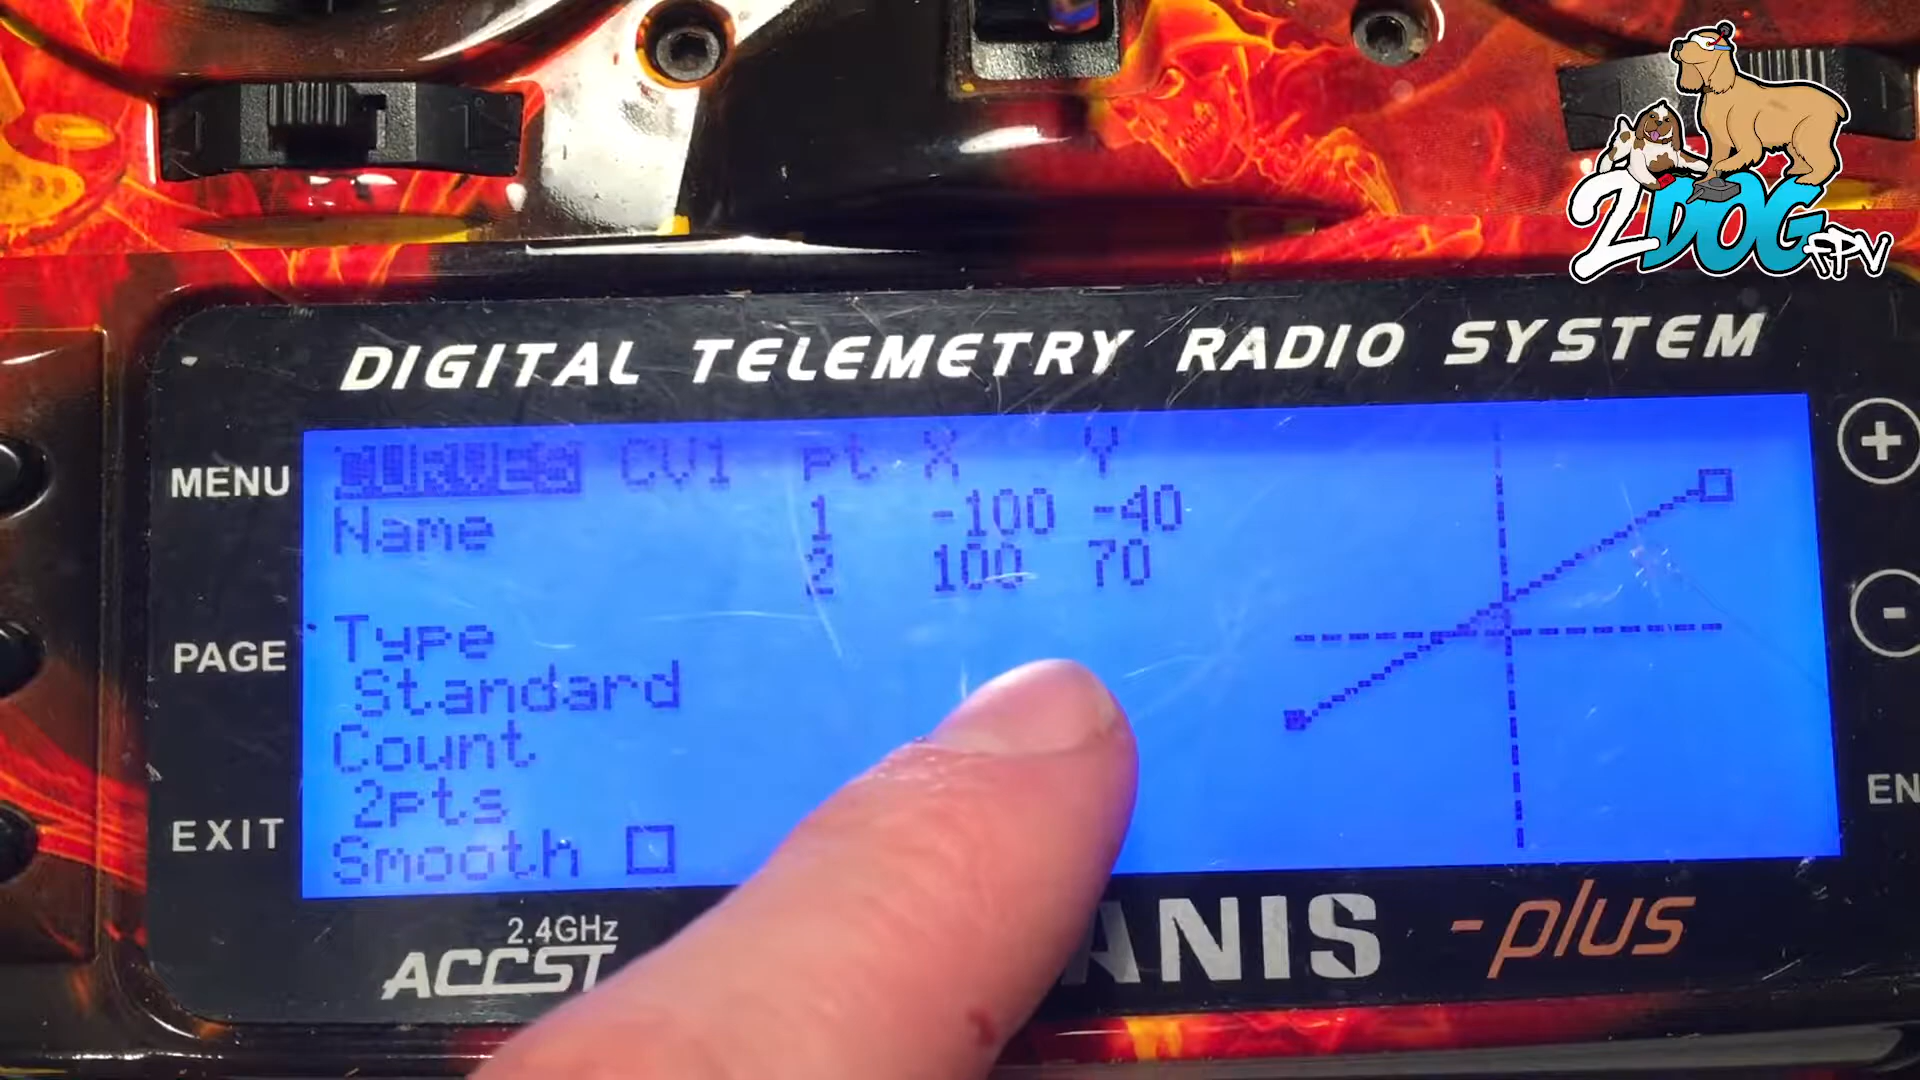 2DOG FPV
DIGITAL TELEMETRY RADIO SYSTEM
MENU
PAGE
EXIT
CURVES CV1 pt X Y
Name 1 -100 -40
2 100 70
Type
Standard
Count
2pts
Smooth
+
-
2.4GHz
ACCST
-plus